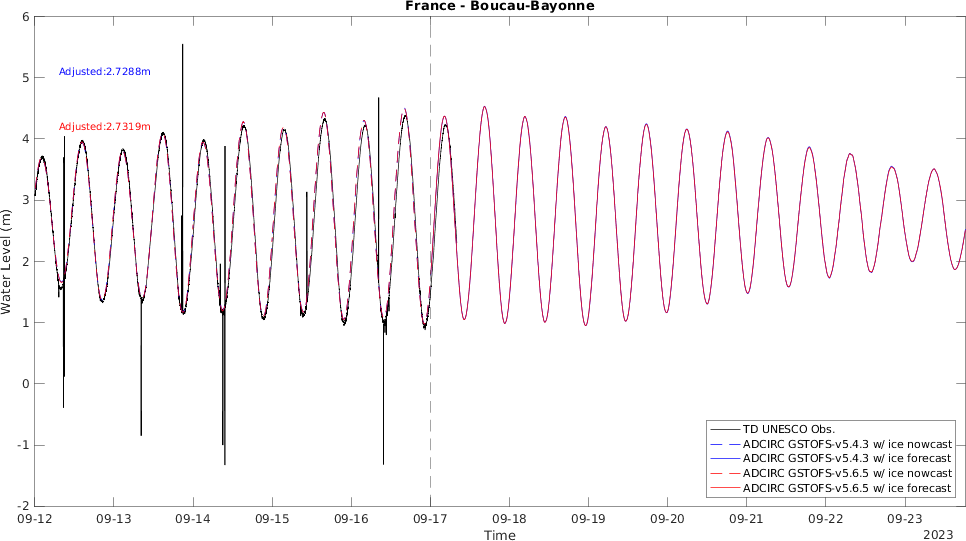 France - Boucau-Bayonne
6
5
4
3
2
1
0
-1
-2
Water Level (m)
Adjusted:2.7288m
Adjusted:2.7319m
TD UNESCO Obs.
ADCIRC GSTOFS-v5.4.3 w/ ice nowcast
ADCIRC GSTOFS-v5.4.3 w/ ice forecast
ADCIRC GSTOFS-v5.6.5 w/ ice nowcast
ADCIRC GSTOFS-v5.6.5 w/ ice forecast
09-12 09-13 09-14 09-15 09-16 09-17 09-18 09-19 09-20 09-21 09-22 09-23
Time
2023